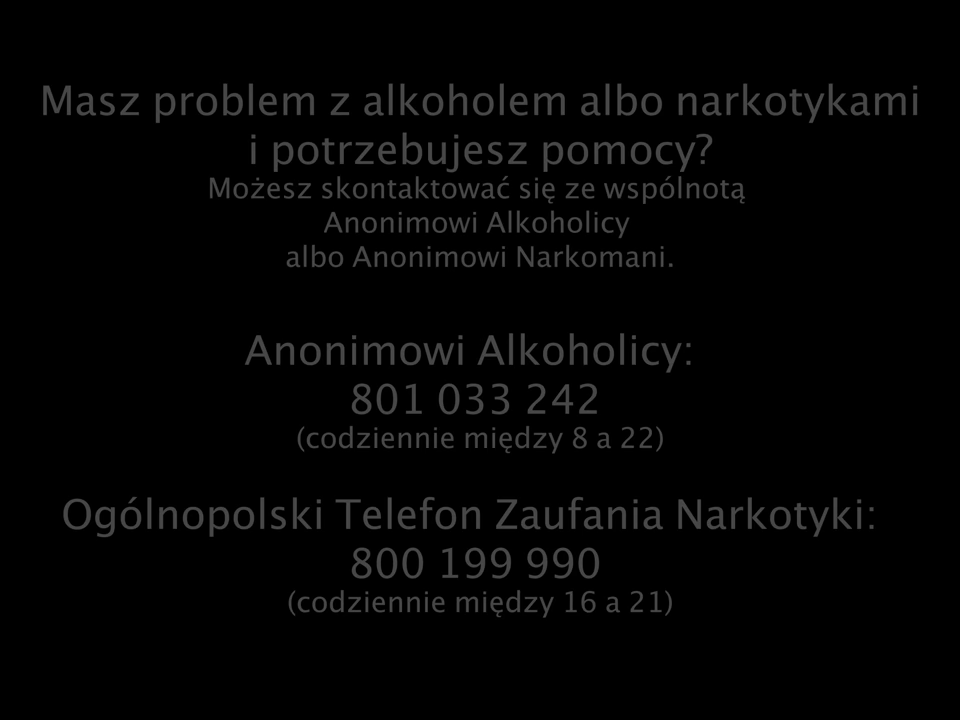 Masz problem z alkoholem albo narkotykami
i potrzebujesz pomocy?
Możesz skontaktować się ze wspólnotą
Anonimowi Alkoholicy
albo Anonimowi Narkomani.
Anonimowi Alkoholicy:
801 033 242
(codziennie między 8 a 22)
Ogólnopolski Telefon Zaufania Narkotyki:
800 199 990
(codziennie między 16 a 21)